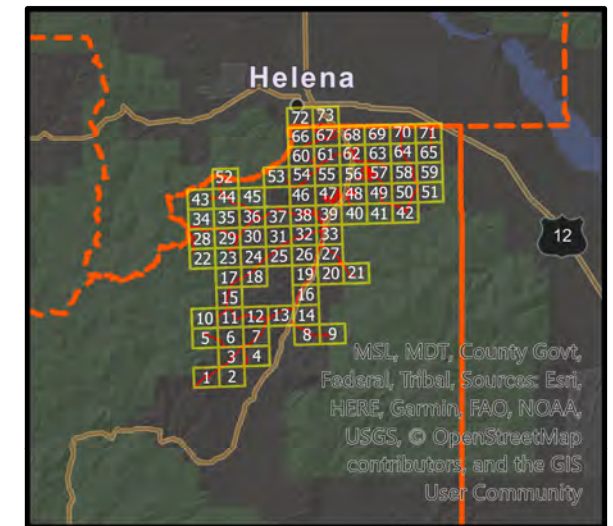 Helena
72 73
66 67 68 69 70 71
60 61 62 63 64 65
52 53 54 55 56 57 58 59
43 44 45 46 47 48 49 50 51
34 35 36 37 38 39 40 41 42
28 29 30 31 32 33
22 23 24 25 26 27
17 18 19 20 21
15 16
10 11 12 13 14
5 6 7 8 9
3 4
1 2
12
MSL, MDT, County Govt,
Federal, Tribal, Sources: Esri,
HERE, Garmin, FAO, NOAA,
USGS, © OpenStreetMap
contributors, and the GIS
User Community